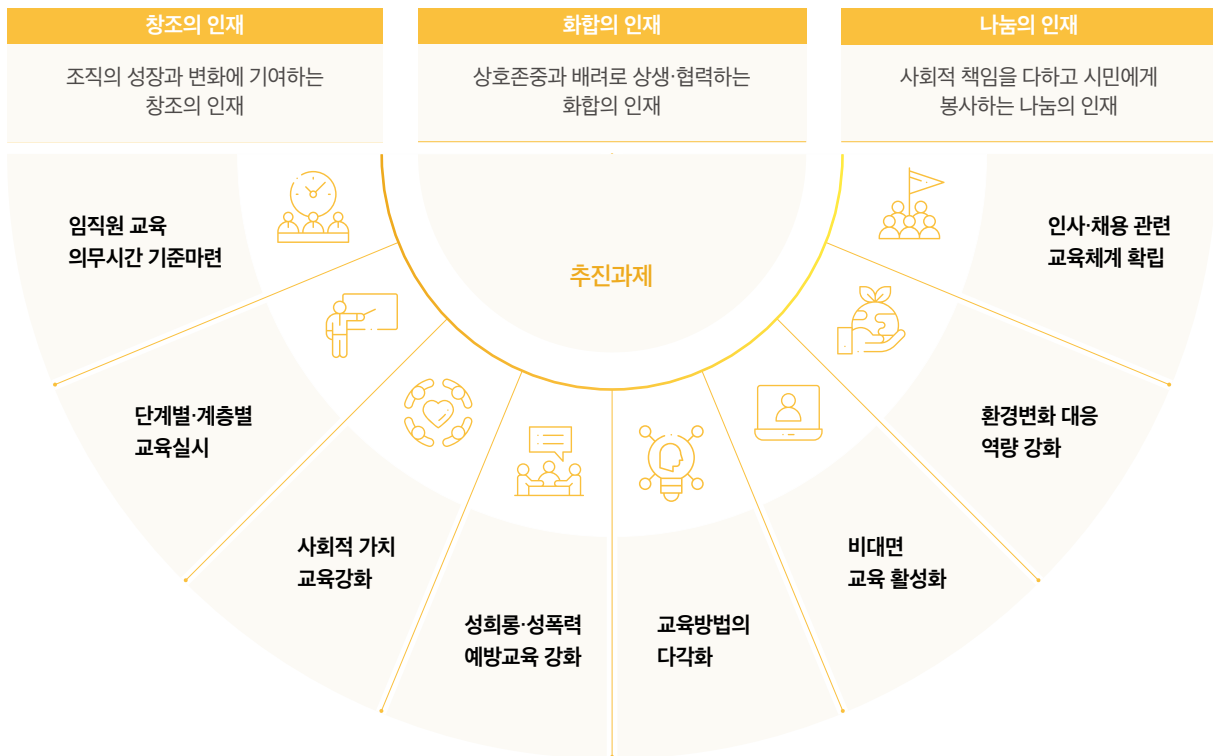 창조의 인재
조직의 성장과 변화에 기여하는
창조의 인재
화합의 인재
상호존중과 배려로 상생·협력하는
화합의 인재
나눔의 인재
사회적 책임을 다하고 시민에게
봉사하는 나눔의 인재
추진과제
임직원 교육
의무시간 기준마련
단계별·계층별
교육실시
사회적 가치
교육강화
성희롱·성폭력
예방교육 강화
교육방법의
다각화
비대면
교육 활성화
환경변화 대응
역량 강화
인사·채용 관련
교육체계 확립